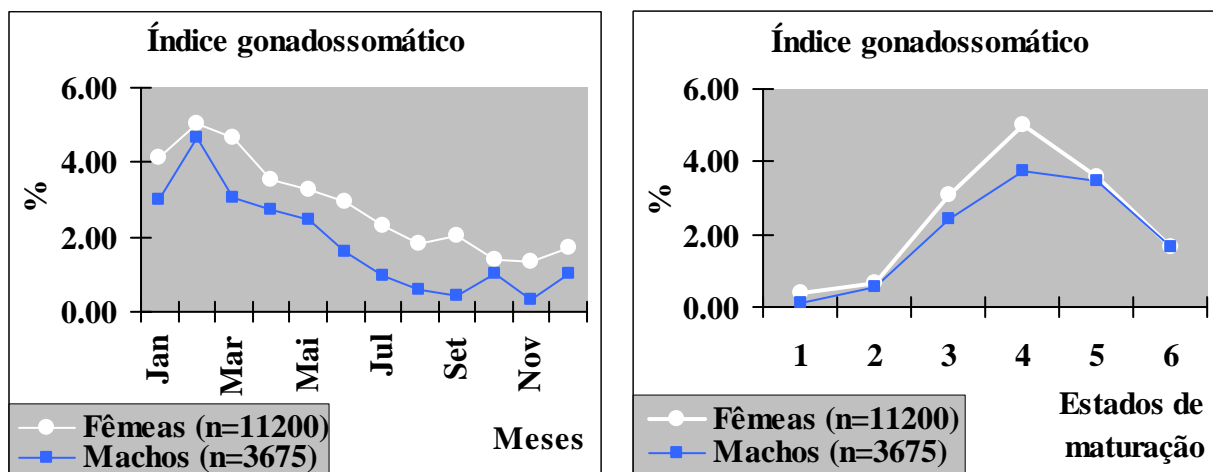 Índice gonadossomático
6.00
4.00
2.00
0.00
%
Jan
Mar
Mai
Jul
Set
Nov
Fêmeas (n=11200)
Machos (n=3675)
Meses
Índice gonadossomático
6.00
4.00
2.00
0.00
%
1 2 3 4 5 6
Fêmeas (n=11200)
Machos (n=3675)
Estados de
maturação